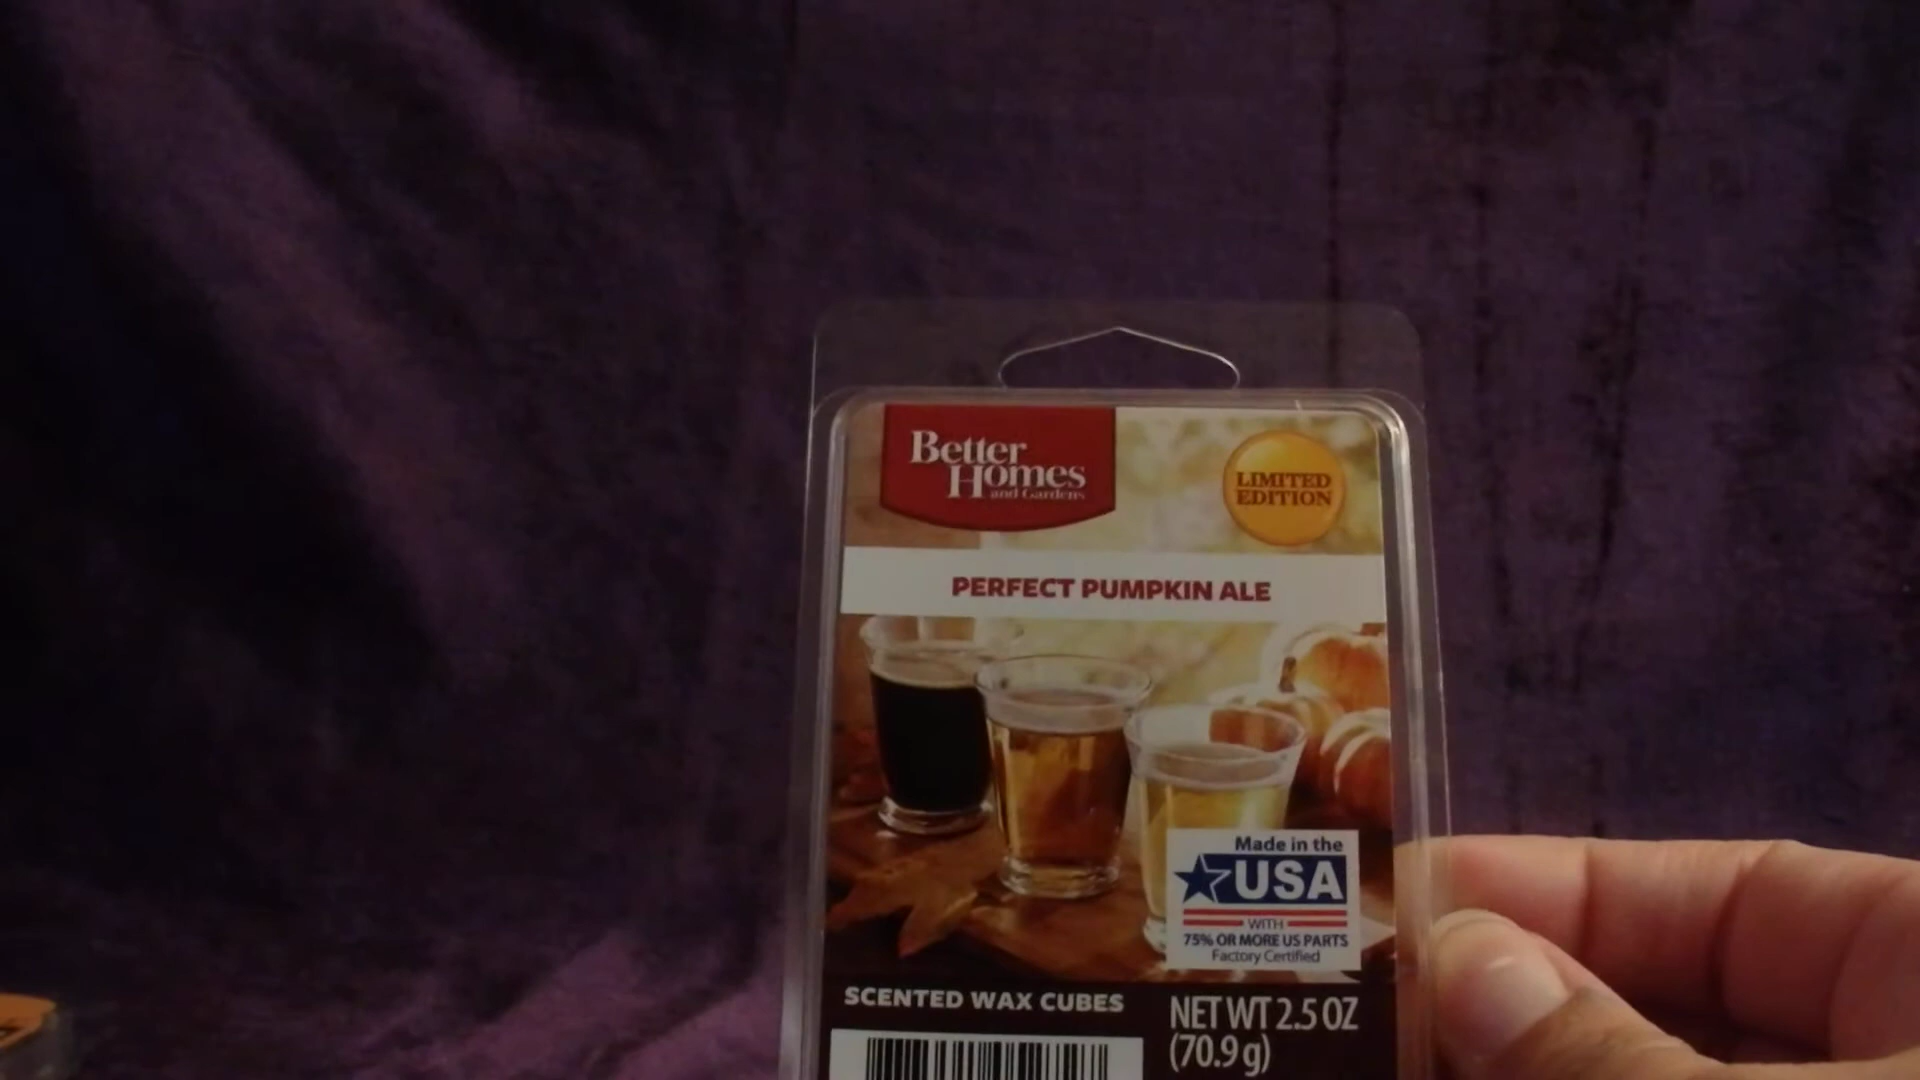 Better
Homes
and Gardens
LIMITED
EDITION
PERFECT PUMPKIN ALE
Made in the
USA
WITH
75% OR MORE US PARTS
Factory Certified
SCENTED WAX CUBES
NET WT 2.5 OZ
(70.9 g)